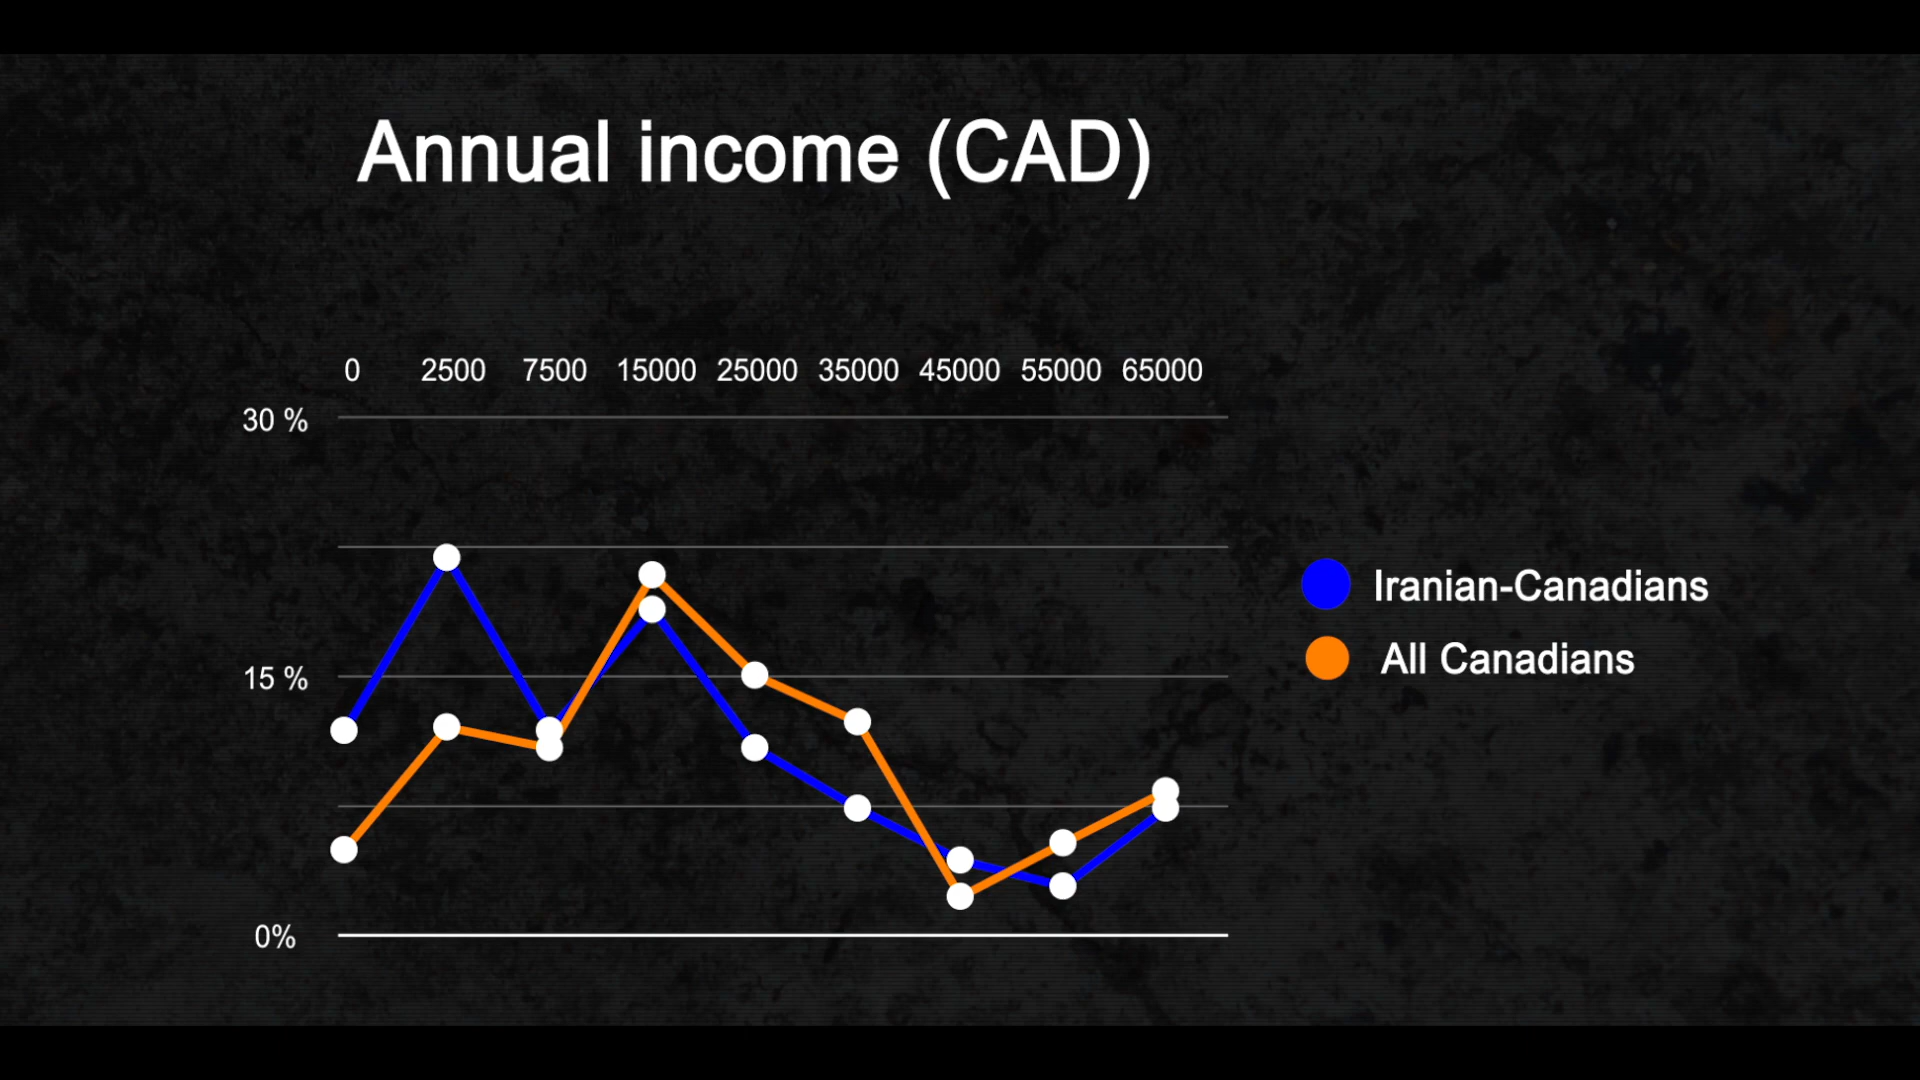 Annual income (CAD)
0 2500 7500 15000 25000 35000 45000 55000 65000
30 %
15 %
0%
Iranian-Canadians
All Canadians